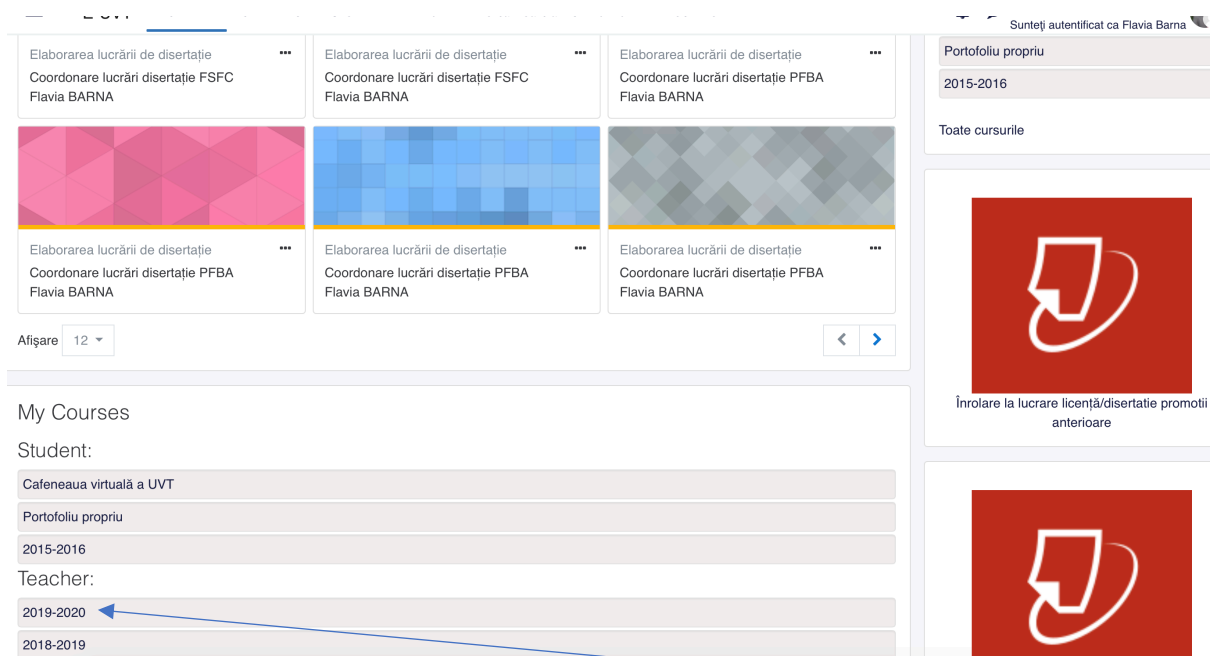 Sunteţi autentificat ca Flavia Barna
Elaborarea lucrării de disertație
Coordonare lucrări disertație FSFC
Flavia BARNA
Elaborarea lucrării de disertație
Coordonare lucrări disertație FSFC
Flavia BARNA
Elaborarea lucrării de disertație
Coordonare lucrări disertație PFBA
Flavia BARNA
Elaborarea lucrării de disertație
Coordonare lucrări disertație PFBA
Flavia BARNA
Elaborarea lucrării de disertație
Coordonare lucrări disertație PFBA
Flavia BARNA
Elaborarea lucrării de disertație
Coordonare lucrări disertație PFBA
Flavia BARNA
Afişare 12
My Courses
Student:
Cafeneaua virtuală a UVT
Portofoliu propriu
2015-2016
Teacher:
2019-2020
2018-2019
Portofoliu propriu
2015-2016
Toate cursurile
Înrolare la lucrare licență/disertatie promotii
anterioare